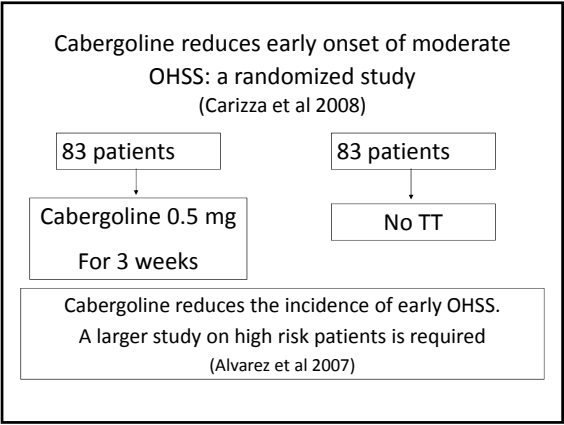 Cabergoline reduces early onset of moderate
OHSS: a randomized study
(Carizza et al 2008)
83 patients
83 patients
Cabergoline 0.5 mg
For 3 weeks
No TT
Cabergoline reduces the incidence of early OHSS.
A larger study on high risk patients is required
(Alvarez et al 2007)